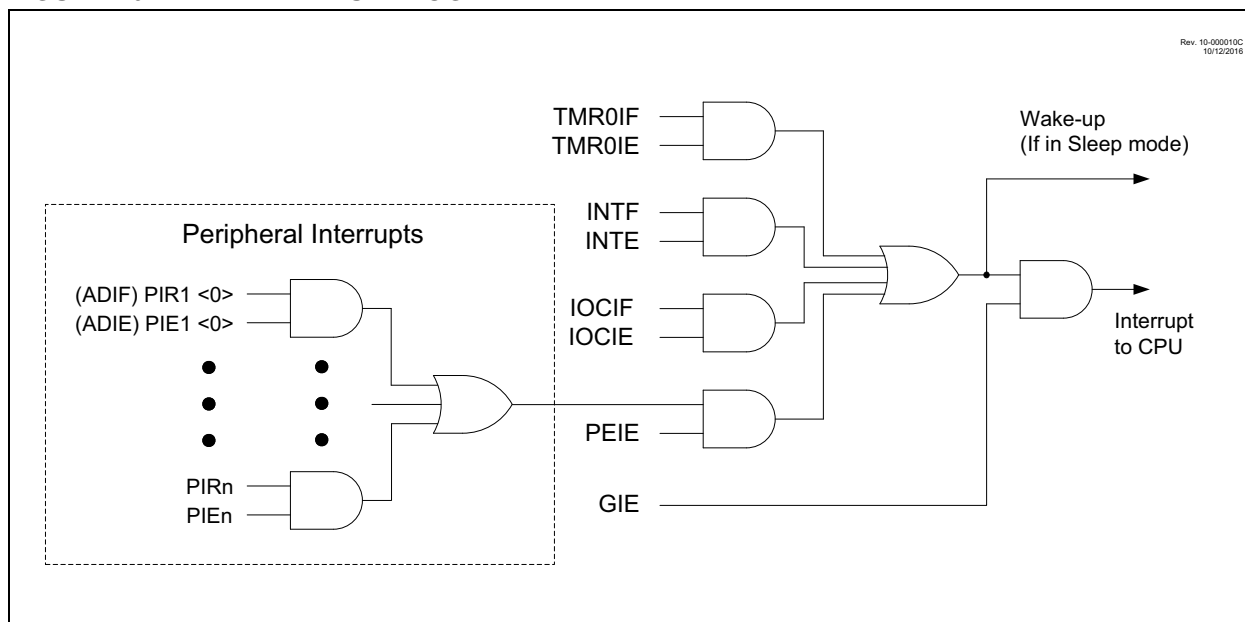 Rev. 10-000010C
10/12/2016
TMR0IF
TMR0IE
Wake-up
(If in Sleep mode)
INTF
INTE
Peripheral Interrupts
(ADIF) PIR1 <0>
(ADIE) PIE1 <0>
IOCIF
IOCIE
Interrupt
to CPU
PEIE
PIRn
PIEn
GIE